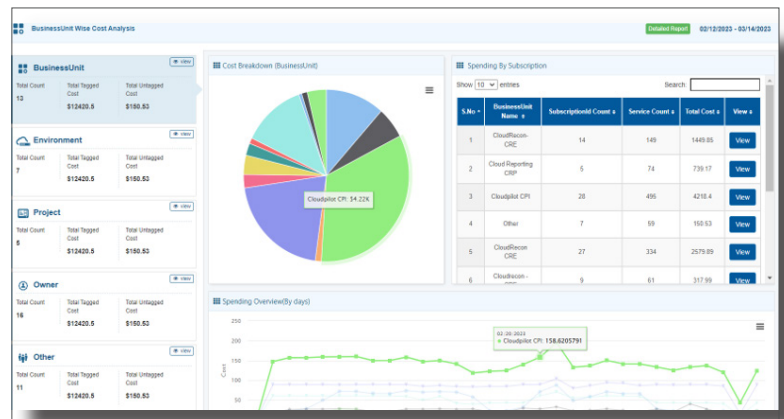 BusinessUnit Wise Cost Analysis
Detailed Report
02/12/2023 - 03/14/2023
BusinessUnit
view
Total Count
Total Tagged Cost
Total Untagged Cost
13
$12420.5
$150.53
Environment
view
Total Count
Total Tagged Cost
Total Untagged Cost
7
$12420.5
$150.53
Project
view
Total Count
Total Tagged Cost
Total Untagged Cost
5
$12420.5
$150.53
Owner
view
Total Count
Total Tagged Cost
Total Untagged Cost
16
$12420.5
$150.53
Other
view
Total Count
Total Tagged Cost
Total Untagged Cost
11
$12420.5
$150.53
Cost Breakdown (BusinessUnit)
Cloudpilot CPI: $4.22K
Spending By Subscription
Show 10 entries
Search:
S.No
BusinessUnit Name
SubscriptionId Count
Service Count
Total Cost
View
1 CloudRecon-CRE 14 149 1449.05 View
2 Cloud Reporting CRP 5 74 739.17 View
3 Cloudpilot CPI 28 496 4218.4 View
4 Other 7 59 150.53 View
5 CloudRecon CRE 27 334 2579.89 View
6 Cloudrecon - 9 61 317.99 View
Spending Overview(By days)
250
200
150
100
50
Cost
Cloudpilot CPI: 158.6205791